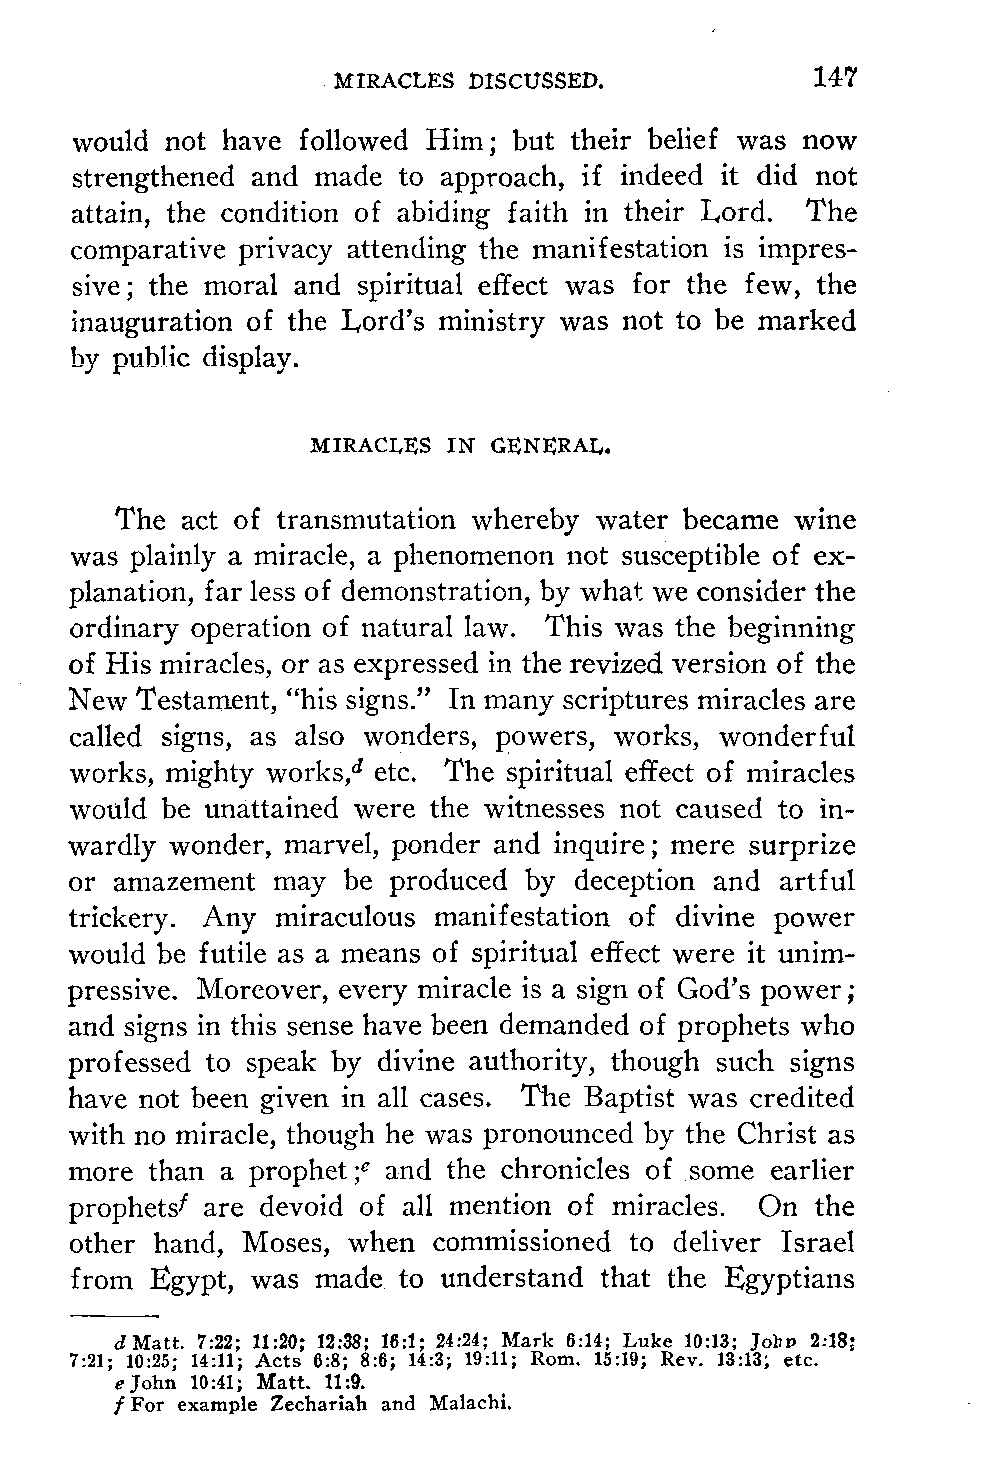 MIRACLES DISCUSSED. 147
would not have followed Him; but their belief was now
strengthened and made to approach, if indeed it did not
attain, the condition of abiding faith in their Lord. The
comparative privacy attending the manifestation is impres-
sive; the moral and spiritual effect was for the few, the
inauguration of the Lord's ministry was not to be marked
by public display.
MIRACLES IN GENERAL.
The act of transmutation whereby water became wine
was plainly a miracle, a phenomenon not susceptible of ex-
planation, far less of demonstration, by what we consider the
ordinary operation of natural law. This was the beginning
of His miracles, or as expressed in the revized version of the
New Testament, "his signs." In many scriptures miracles are
called signs, as also wonders, powers, works, wonderful
works, mighty works,d etc. The spiritual effect of miracles
would be unattained were the witnesses not caused to in-
wardly wonder, marvel, ponder and inquire; mere surprize
or amazement may be produced by deception and artful
trickery. Any miraculous manifestation of divine power
would be futile as a means of spiritual effect were it unim-
pressive. Moreover, every miracle is a sign of God's power;
and signs in this sense have been demanded of prophets who
professed to speak by divine authority, though such signs
have not been given in all cases. The Baptist was credited
with no miracle, though he was pronounced by the Christ as
more than a prophet;e and the chronicles of some earlier
prophetsf are devoid of all mention of miracles. On the
other hand, Moses, when commissioned to deliver Israel
from Egypt, was made to understand that the Egyptians
d Matt. 7:22; 11:20; 12:38; 16:1; 24:24; Mark 6:14; Luke 10:13; John 2:18;
7:21; 10:25; 14:11; Acts 6:8; 8:6; 14:3; 19:11; Rom. 15:19; Rev. 13:13; etc.
e John 10:41; Matt. 11:9.
f For example Zechariah and Malachi.